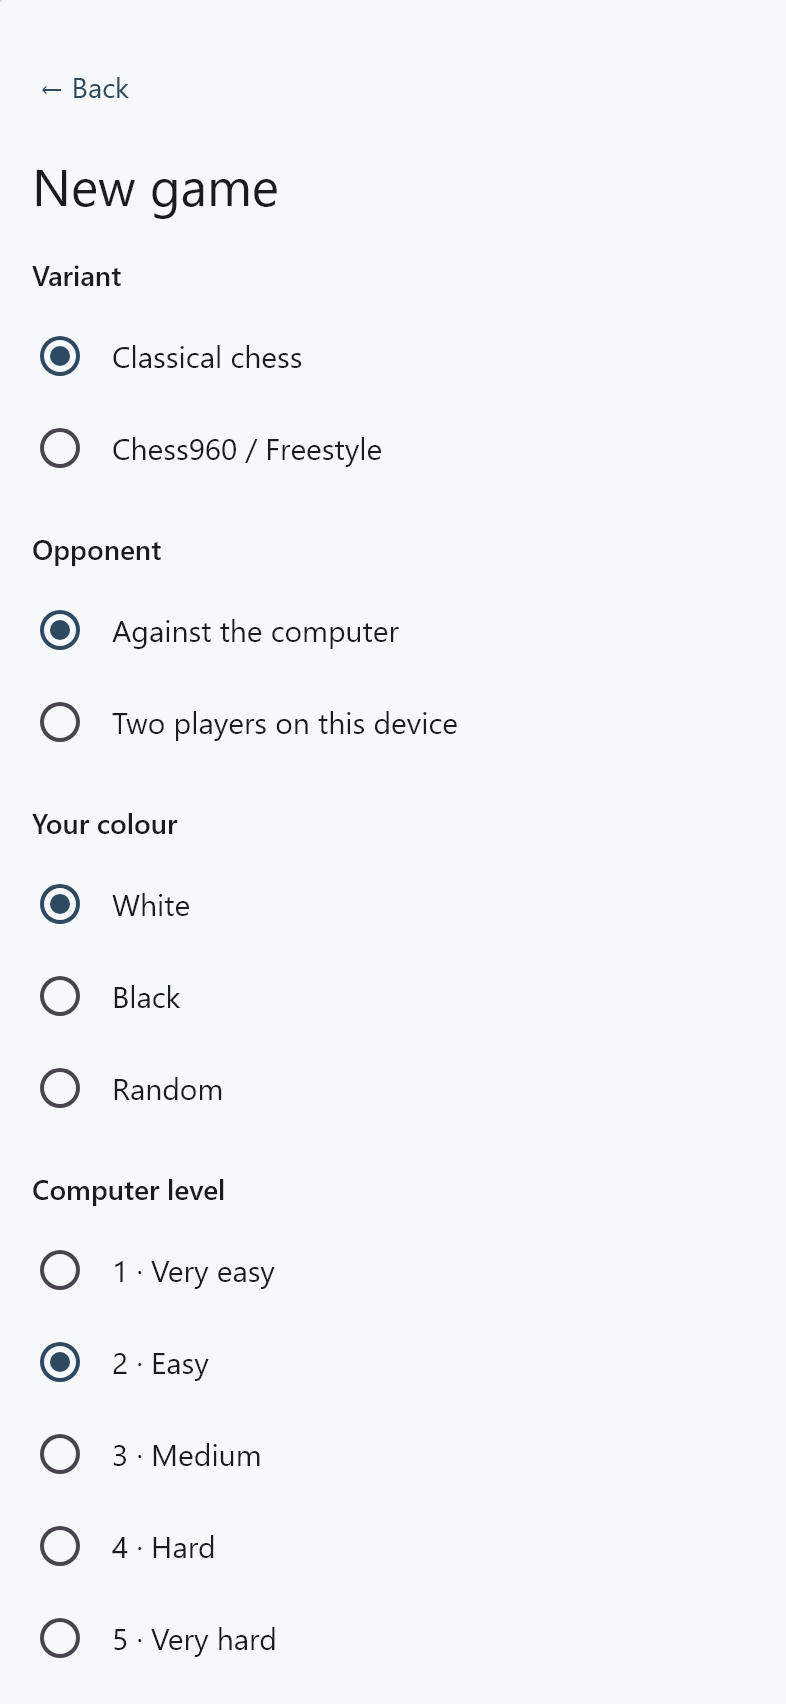 ← Back
New game
Variant
Classical chess
Chess960 / Freestyle
Opponent
Against the computer
Two players on this device
Your colour
White
Black
Random
Computer level
1 · Very easy
2 · Easy
3 · Medium
4 · Hard
5 · Very hard